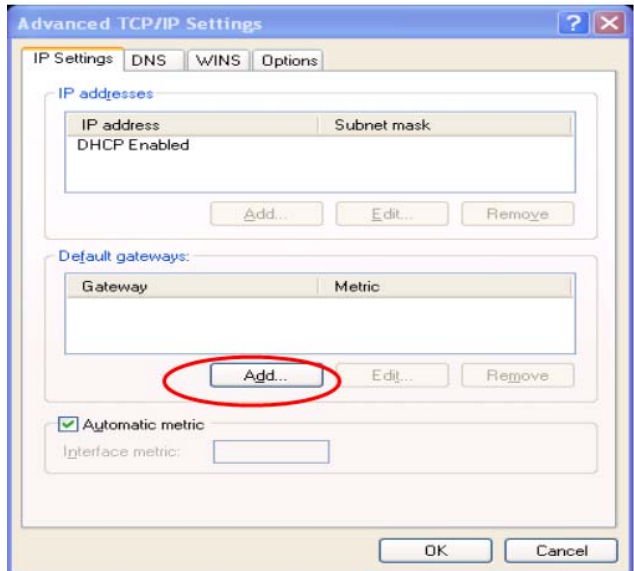 Advanced TCP/IP Settings
IP Settings DNS WINS Options
IP addresses
IP address Subnet mask
DHCP Enabled
Add... Edit... Remove
Default gateways:
Gateway Metric
Add... Edit... Remove
Automatic metric
Interface metric:
OK Cancel